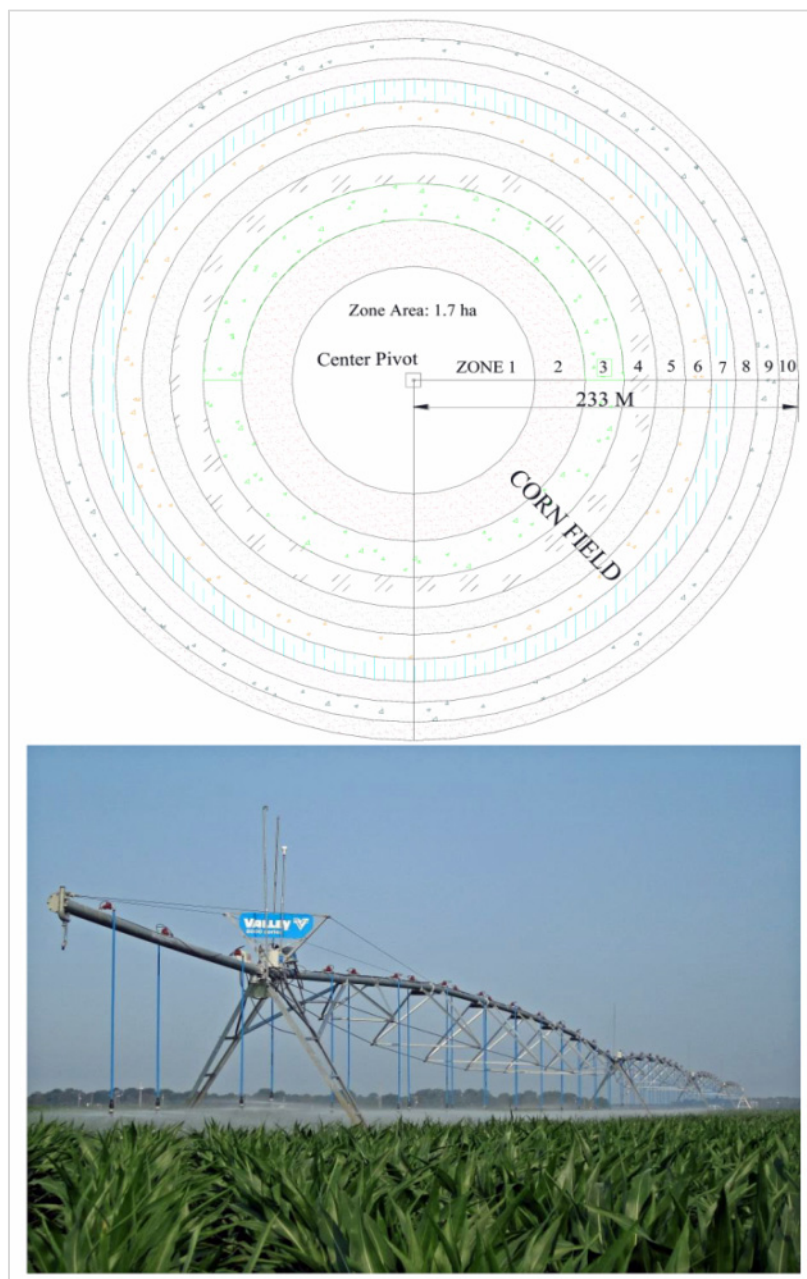 Zone Area: 1.7 ha
Center Pivot
ZONE 1 2 3 4 5 6 7 8 9 10
233 M
CORN FIELD
VALLEY